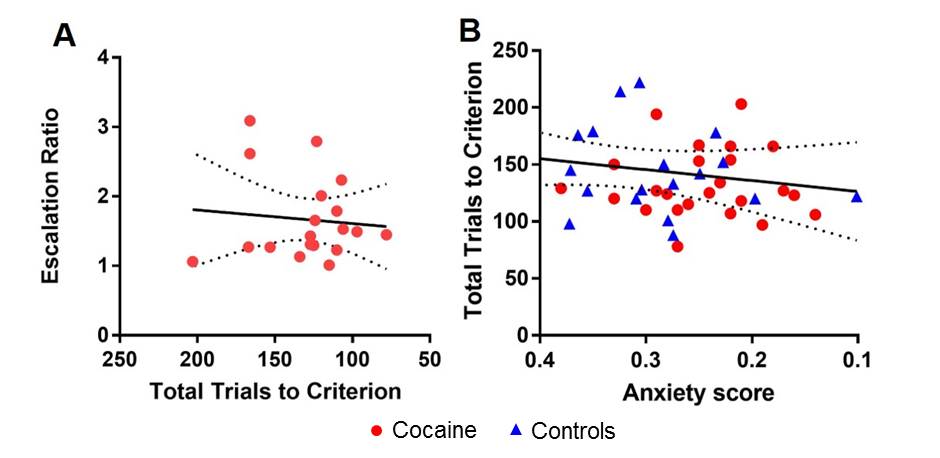 A
4
3
2
1
0
Escalation Ratio
250 200 150 100 50
Total Trials to Criterion
B
250
200
150
100
50
0
Total Trials to Criterion
0.4 0.3 0.2 0.1
Anxiety score
Cocaine Controls